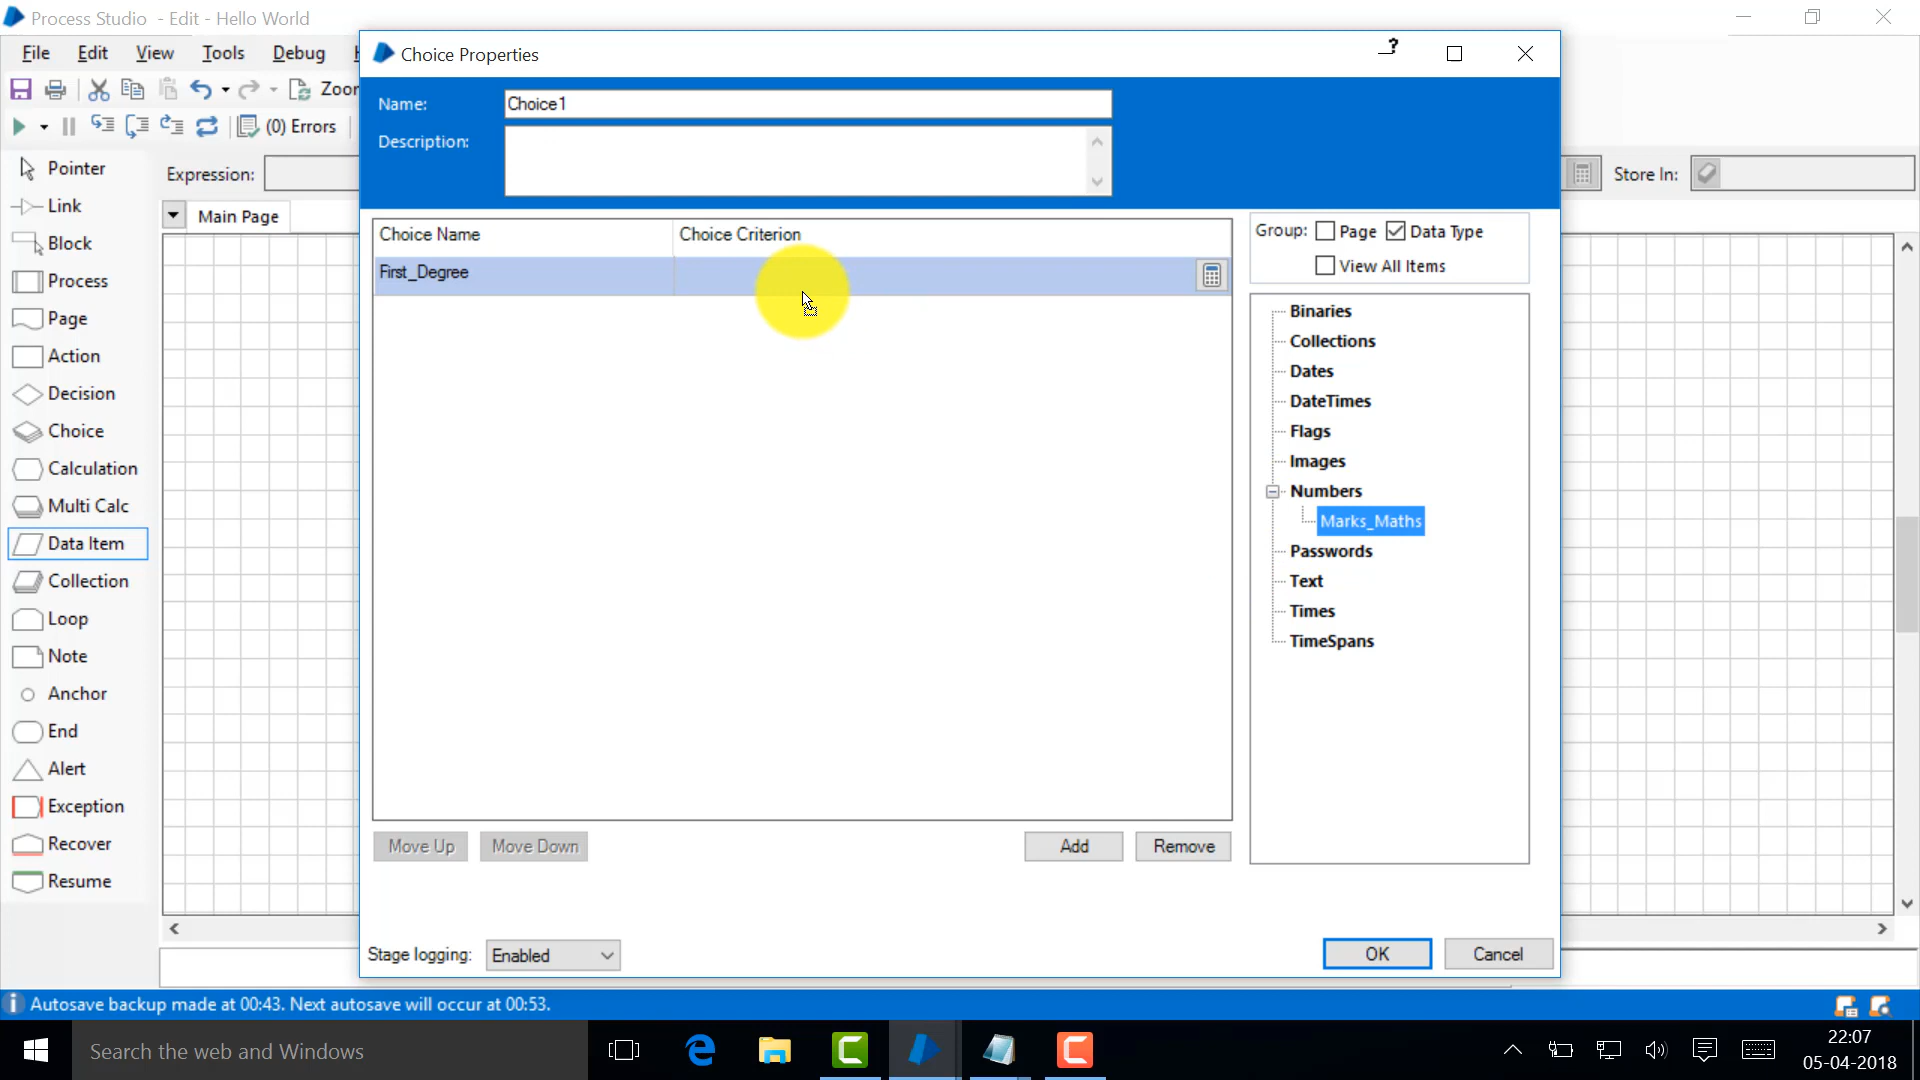 Process Studio - Edit - Hello World
File Edit View Tools Debug
Zoom
(0) Errors
Choice Properties
?
Name: Choice1
Description:
Expression:
Store In:
Main Page
Pointer
Link
Block
Process
Page
Action
Decision
Choice
Calculation
Multi Calc
Data Item
Collection
Loop
Note
Anchor
End
Alert
Exception
Recover
Resume
Choice Name Choice Criterion
First_Degree
Group: Page Data Type
View All Items
Binaries
Collections
Dates
DateTimes
Flags
Images
Numbers
Marks_Maths
Passwords
Text
Times
TimeSpans
Move Up Move Down Add Remove
Stage logging: Enabled OK Cancel
Autosave backup made at 00:43. Next autosave will occur at 00:53.
Search the web and Windows
22:07
05-04-2018